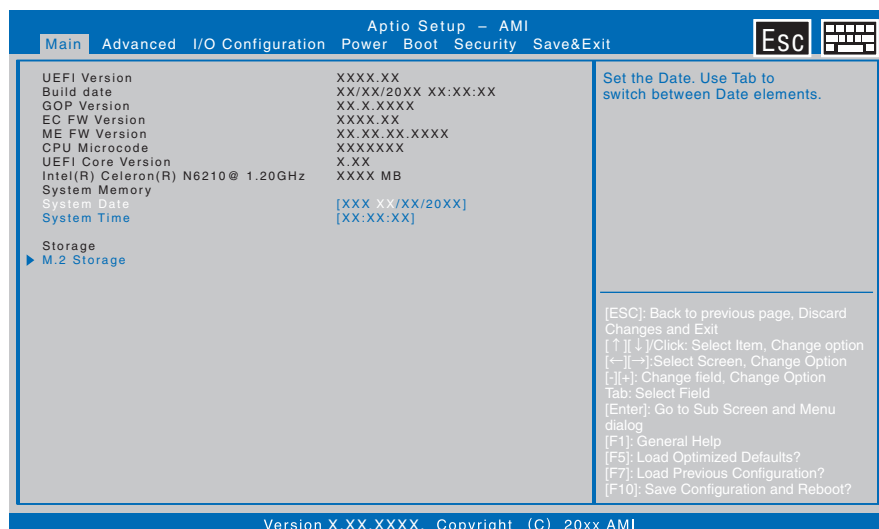 Aptio Setup – AMI
Main Advanced I/O Configuration Power Boot Security Save&Exit
Esc
UEFI Version XXXX.XX
Build date XX/XX/20XX XX:XX:XX
GOP Version XX.X.XXXX
EC FW Version XXXX.XX
ME FW Version XX.XX.XX.XXXX
CPU Microcode XXXXXXX
UEFI Core Version X.XX
Intel(R) Celeron(R) N6210@ 1.20GHz XXXX MB
System Memory
System Date [XXX XX/XX/20XX]
System Time [XX:XX:XX]
Storage
M.2 Storage
Set the Date. Use Tab to
switch between Date elements.
[ESC]: Back to previous page, Discard
Changes and Exit
[↑][↓]/Click: Select Item, Change option
[←][→]:Select Screen, Change Option
[-][+]: Change field, Change Option
Tab: Select Field
[Enter]: Go to Sub Screen and Menu
dialog
[F1]: General Help
[F5]: Load Optimized Defaults?
[F7]: Load Previous Configuration?
[F10]: Save Configuration and Reboot?
Version X.XX.XXXX. Copyright (C) 20xx AMI